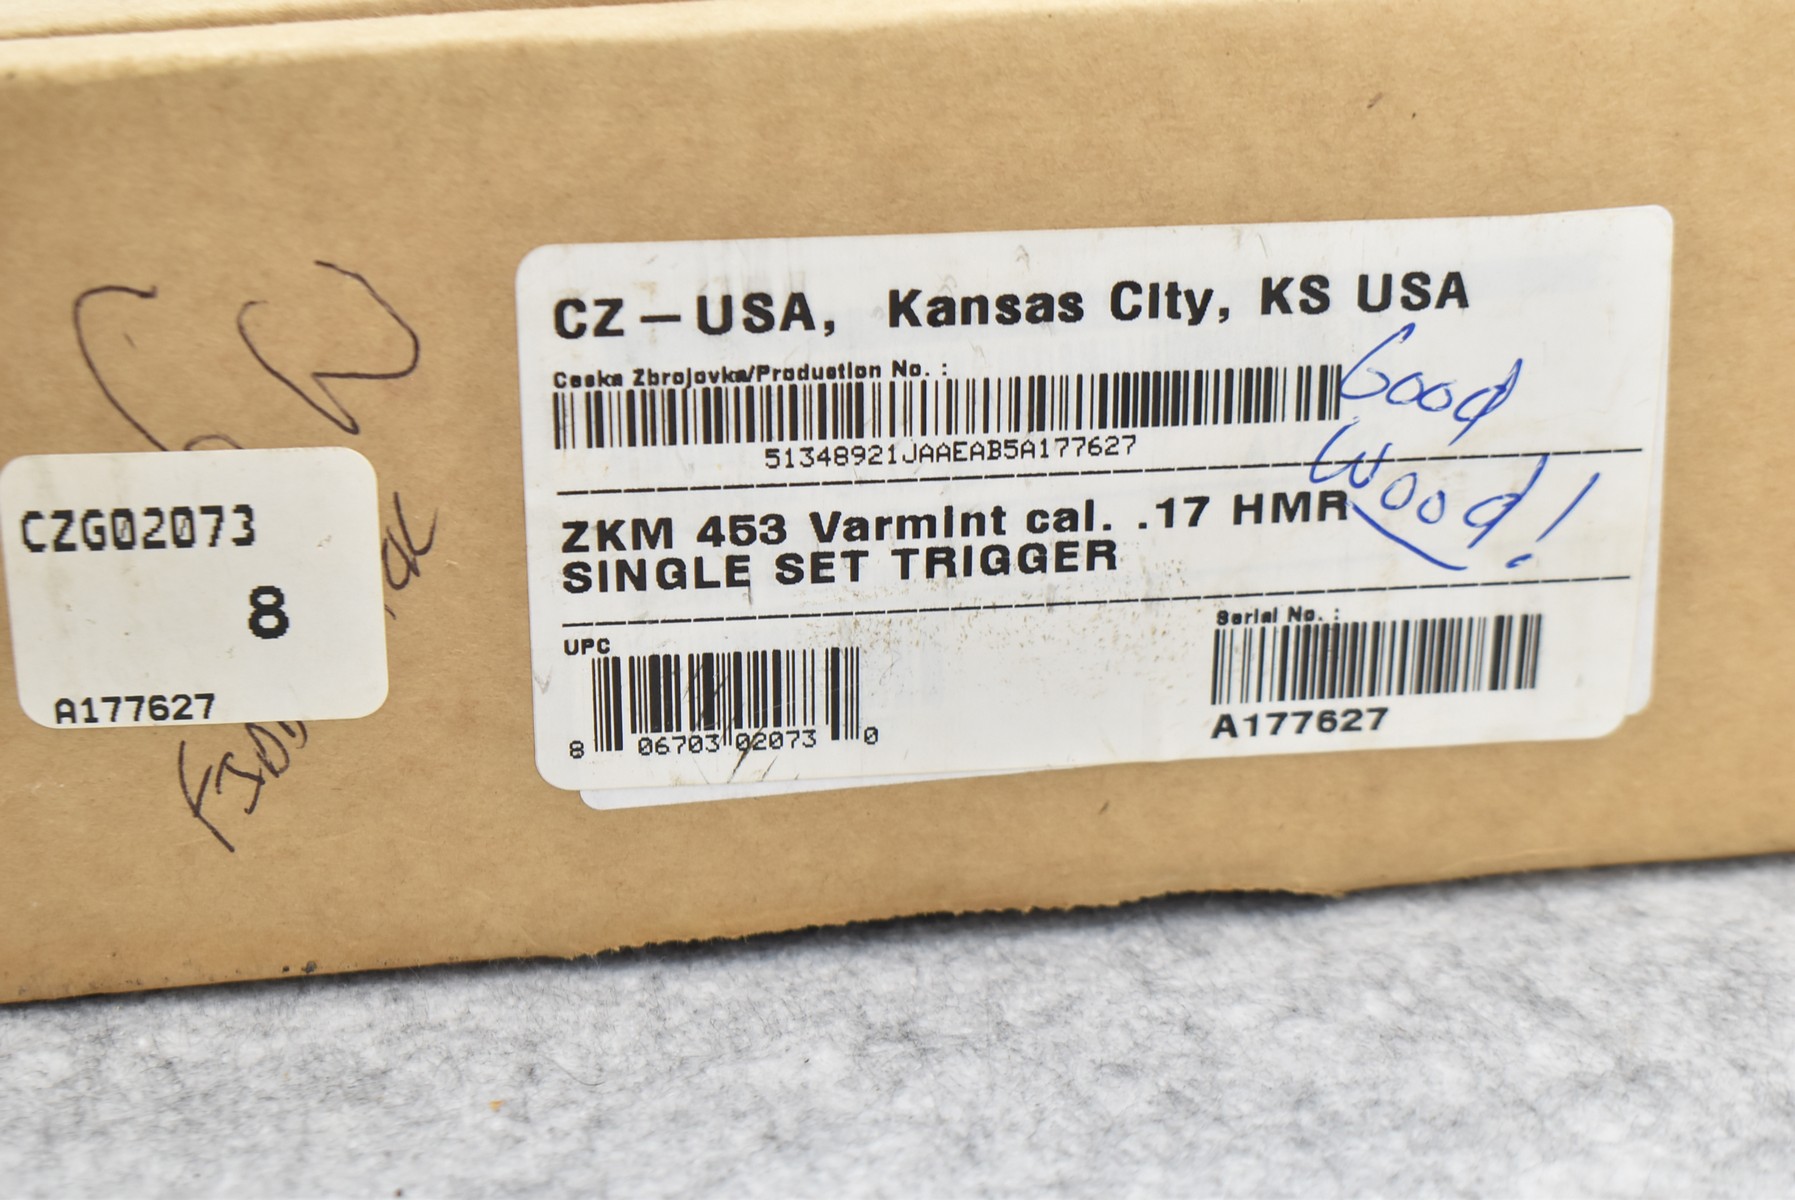 CZ-USA, Kansas City, KS USA
Ceska Zbrojovka/Production No. :
51348921JAAEAB5A177627
Good
Wood!
ZKM 453 Varmint cal. .17 HMR
SINGLE SET TRIGGER
UPC
8 06703 02073 0
Serial No. :
A177627
CZG02073
8
A177627